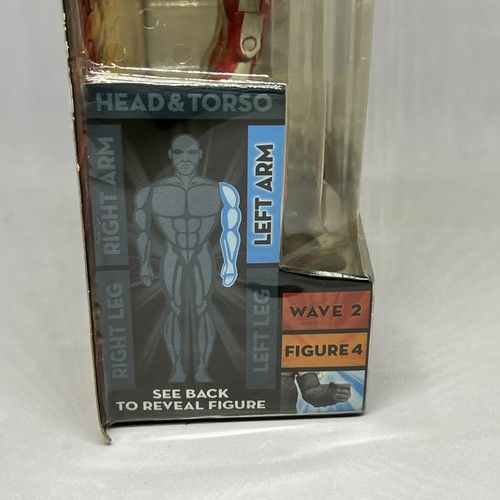 HEAD & TORSO
RIGHT ARM
LEFT ARM
RIGHT LEG
LEFT LEG
WAVE 2
FIGURE 4
SEE BACK
TO REVEAL FIGURE